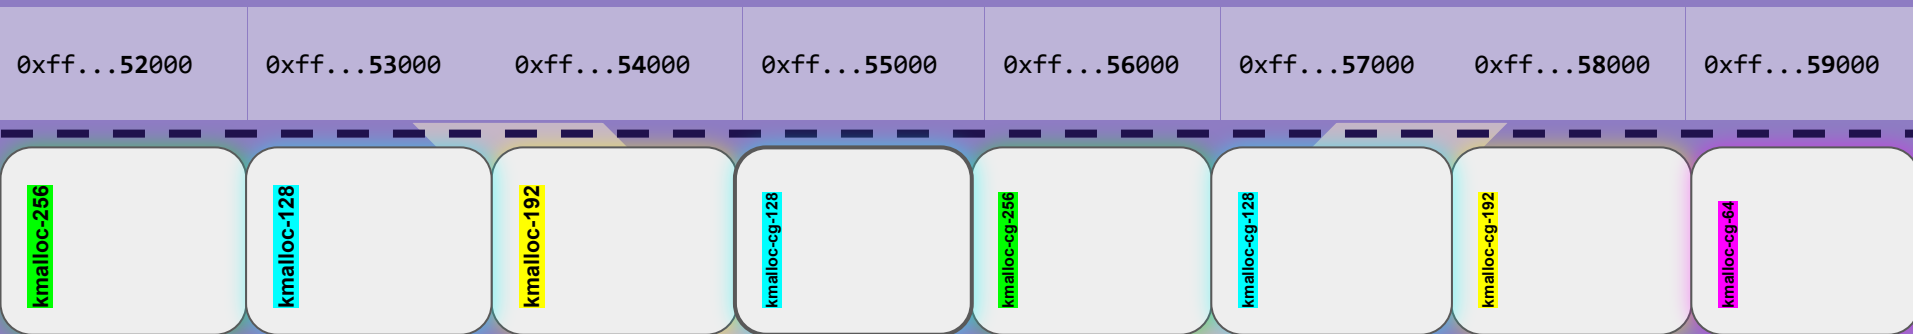 0xff...52000
0xff...53000
0xff...54000
0xff...55000
0xff...56000
0xff...57000
0xff...58000
0xff...59000
kmalloc-256
kmalloc-128
kmalloc-192
kmalloc-cg-128
kmalloc-cg-256
kmalloc-cg-128
kmalloc-cg-192
kmalloc-cg-64